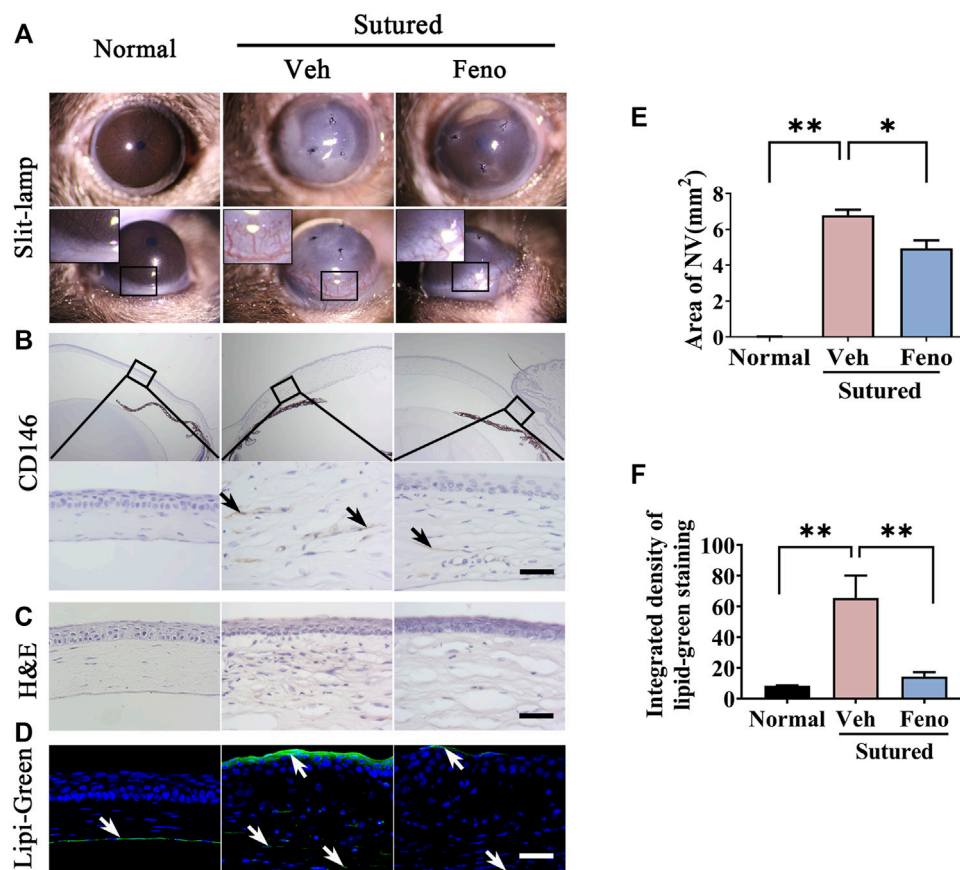 A
Normal
Sutured
Veh
Feno
Slit-lamp
B
CD146
C
H&E
D
Lipi-Green
E
**
*
Area of NV(mm²)
8
6
4
2
0
Normal
Veh
Feno
Sutured
F
**
**
Integrated density of
lipid-green staining
100
80
60
40
20
0
Normal
Veh
Feno
Sutured